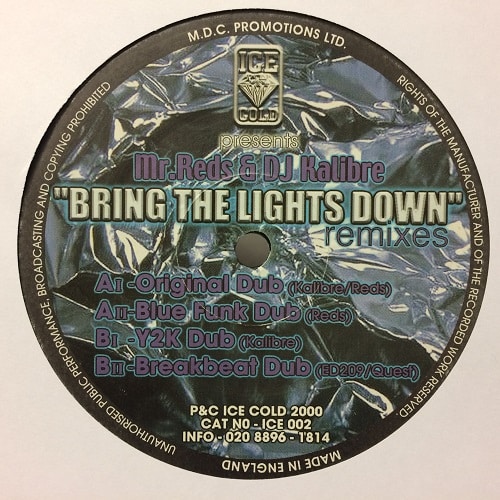 M.D.C. PROMOTIONS LTD.
ICE
COLD
presents
Mr.Reds & DJ Kalibre
"BRING THE LIGHTS DOWN"
remixes
AI -Original Dub (Kalibre/Reds)
AII -Blue Funk Dub (Reds)
BI -Y2K Dub (Kalibre)
BII -Breakbeat Dub (ED209/Quest)
P&C ICE COLD 2000
CAT NO - ICE 002
INFO - 020 8896 - 1814
MADE IN ENGLAND
UNAUTHORISED PUBLIC PERFORMANCE, BROADCASTING AND COPYING PROHIBITED
RIGHTS OF THE MANUFACTURER AND OF THE RECORDED WORK RESERVED